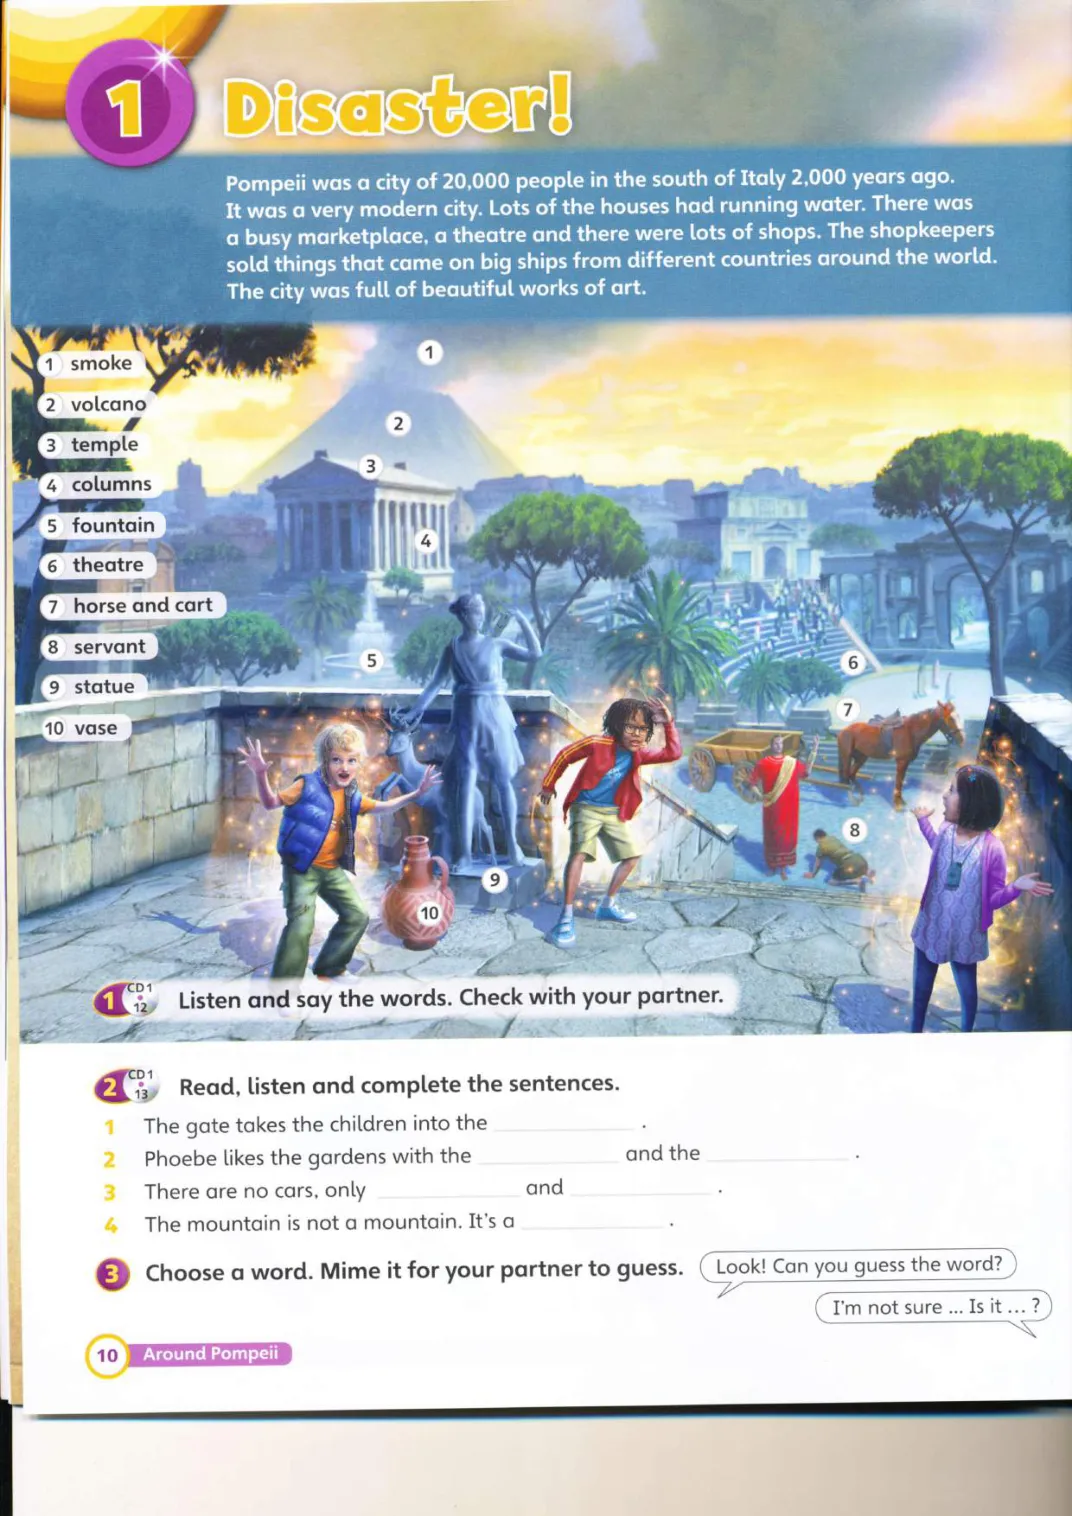 1 Disaster!
Pompeii was a city of 20,000 people in the south of Italy 2,000 years ago.
It was a very modern city. Lots of the houses had running water. There was
a busy marketplace, a theatre and there were lots of shops. The shopkeepers
sold things that came on big ships from different countries around the world.
The city was full of beautiful works of art.
1 smoke
2 volcano
3 temple
4 columns
5 fountain
6 theatre
7 horse and cart
8 servant
9 statue
10 vase
1
2
3
4
5
6
7
8
9
10
1 CD1 12 Listen and say the words. Check with your partner.
2 CD1 13 Read, listen and complete the sentences.
1 The gate takes the children into the .
2 Phoebe likes the gardens with the and the .
3 There are no cars, only and .
4 The mountain is not a mountain. It's a .
3 Choose a word. Mime it for your partner to guess.
Look! Can you guess the word?
I'm not sure ... Is it ... ?
10 Around Pompeii